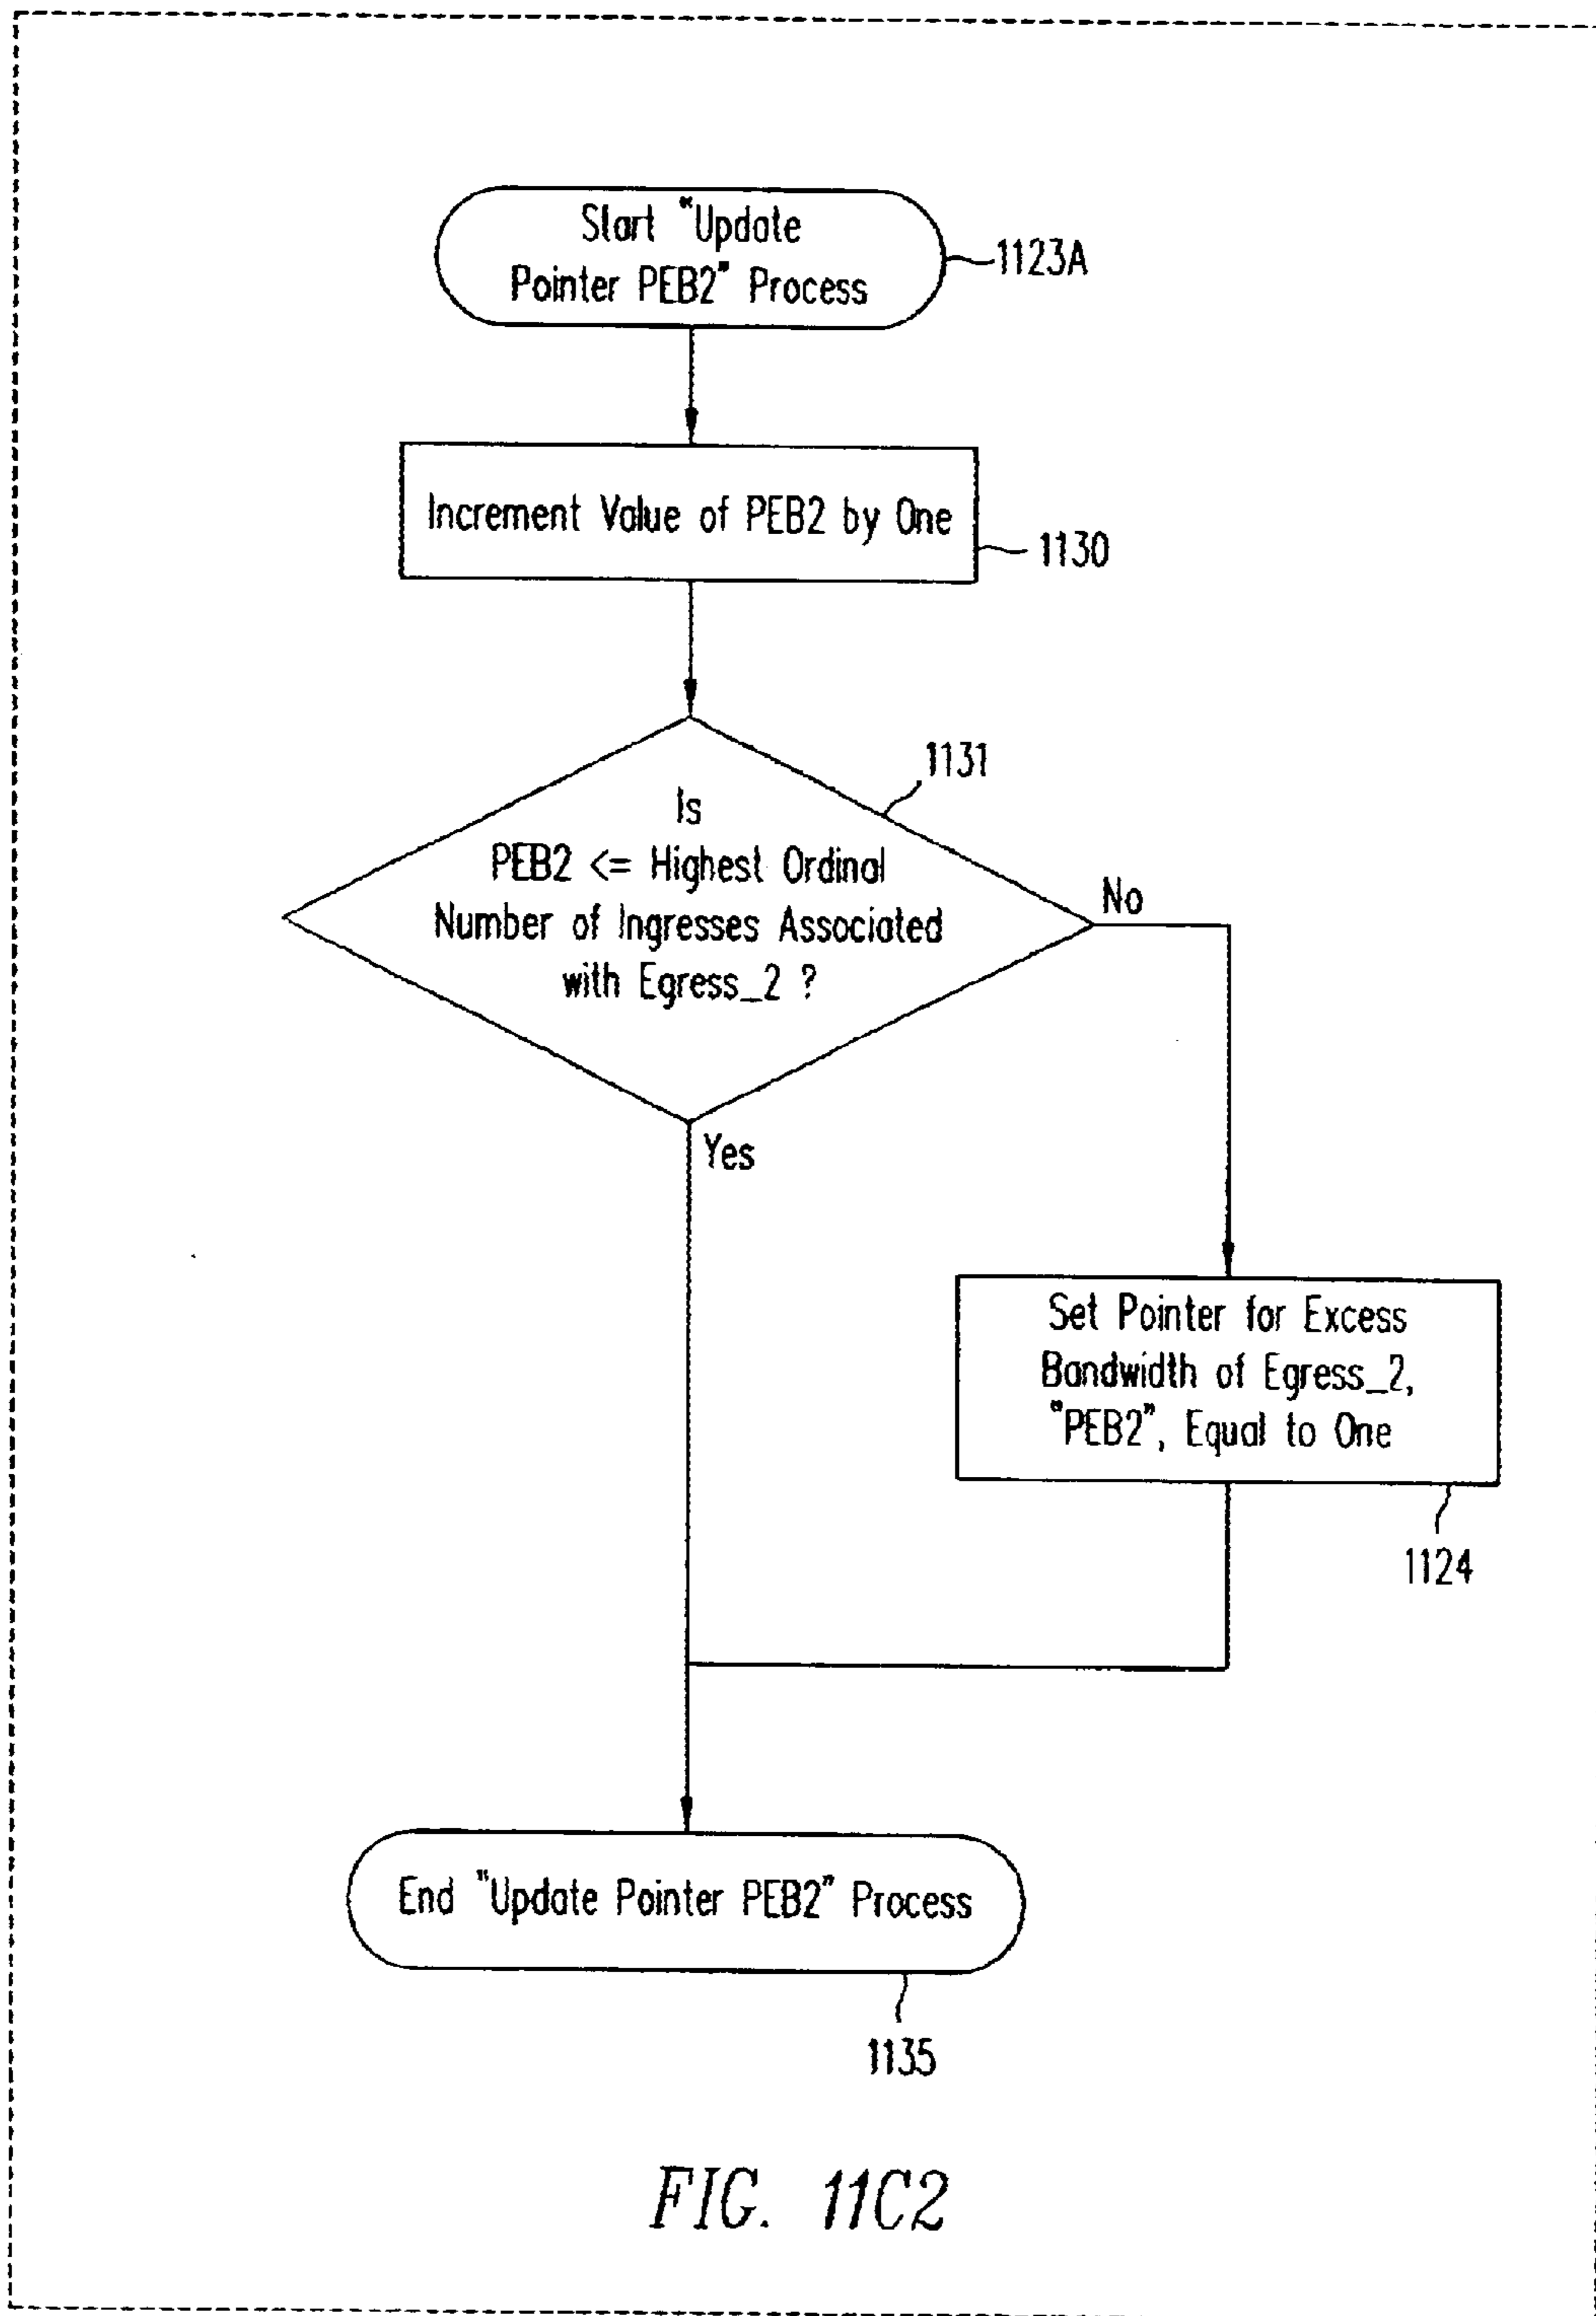 Start "Update
Pointer PEB2" Process
1123A
Increment Value of PEB2 by One
1130
1131
Is
PEB2 <= Highest Ordinal
Number of Ingresses Associated
with Egress_2 ?
No
Yes
Set Pointer for Excess
Bandwidth of Egress_2,
"PEB2", Equal to One
1124
End "Update Pointer PEB2" Process
1135
FIG. 11C2